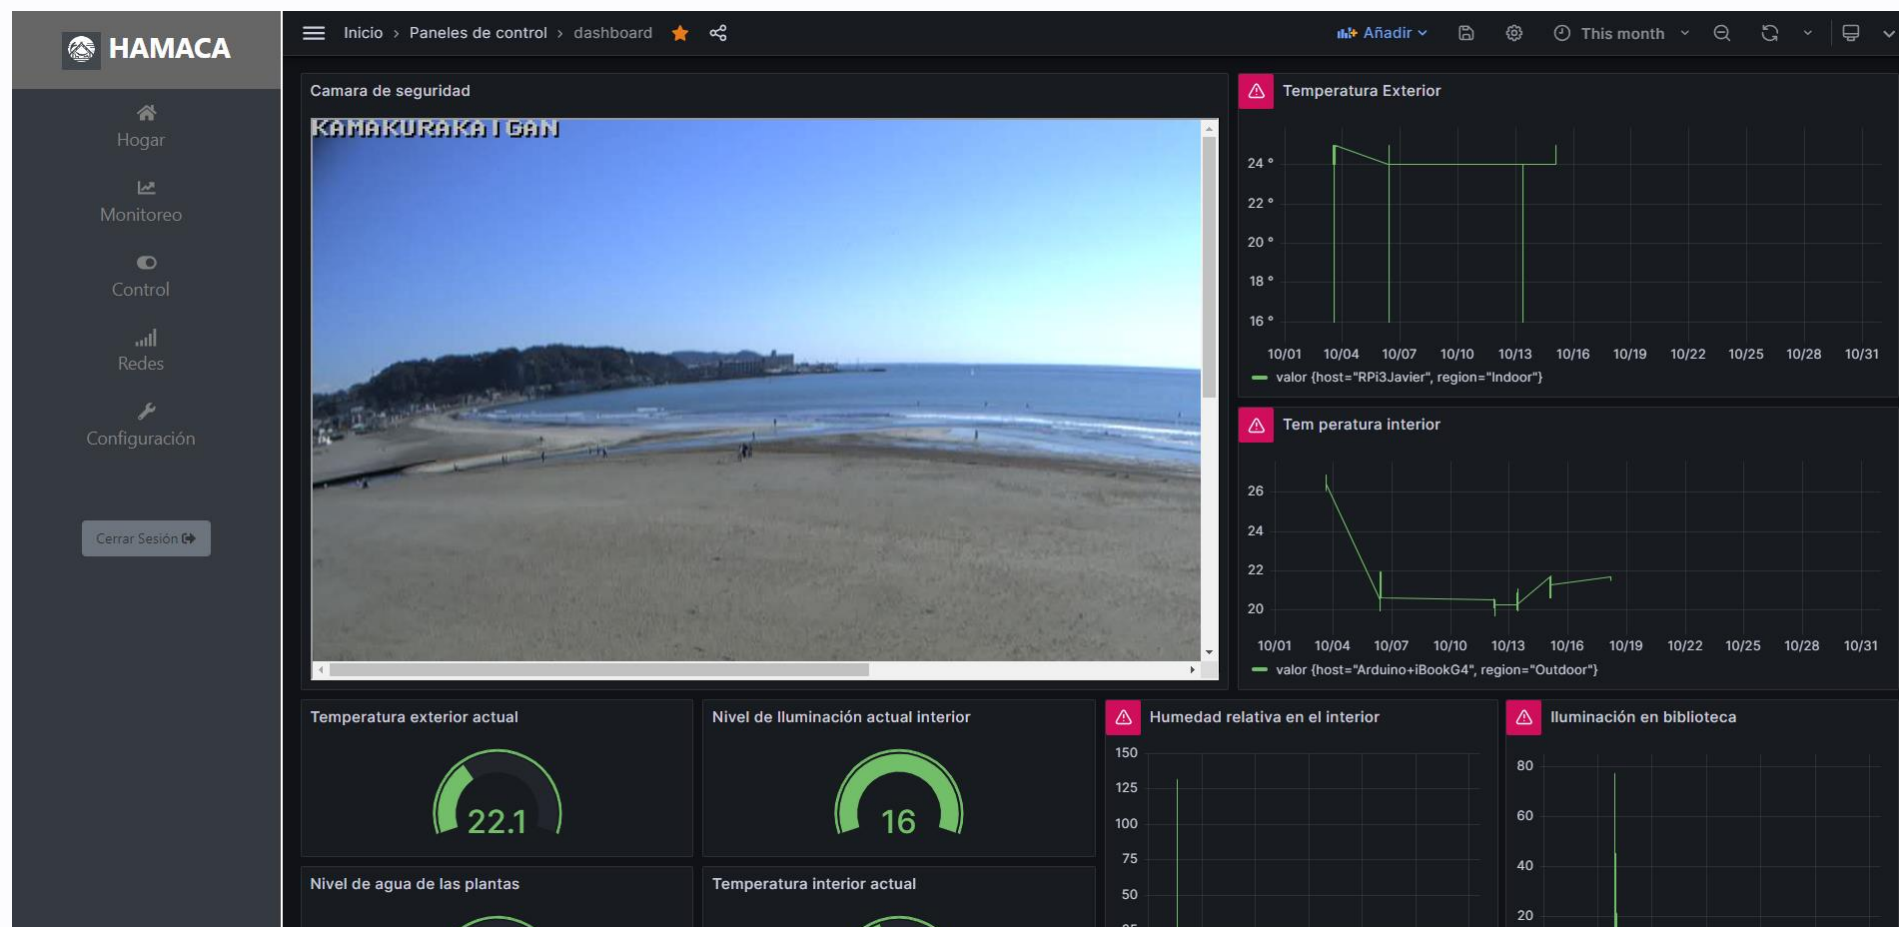 HAMACA
Hogar
Monitoreo
Control
Redes
Configuración
Cerrar Sesión
Inicio › Paneles de control › dashboard
Añadir
This month
Camara de seguridad
KAMAKURAKAIGAN
Temperatura Exterior
24 °
22 °
20 °
18 °
16 °
10/01 10/04 10/07 10/10 10/13 10/16 10/19 10/22 10/25 10/28 10/31
valor {host="RPi3Javier", region="Indoor"}
Tem peratura interior
26
24
22
20
10/01 10/04 10/07 10/10 10/13 10/16 10/19 10/22 10/25 10/28 10/31
valor {host="Arduino+iBookG4", region="Outdoor"}
Temperatura exterior actual
22.1
Nivel de Iluminación actual interior
16
Humedad relativa en el interior
150
125
100
75
50
Iluminación en biblioteca
80
60
40
20
Nivel de agua de las plantas
Temperatura interior actual